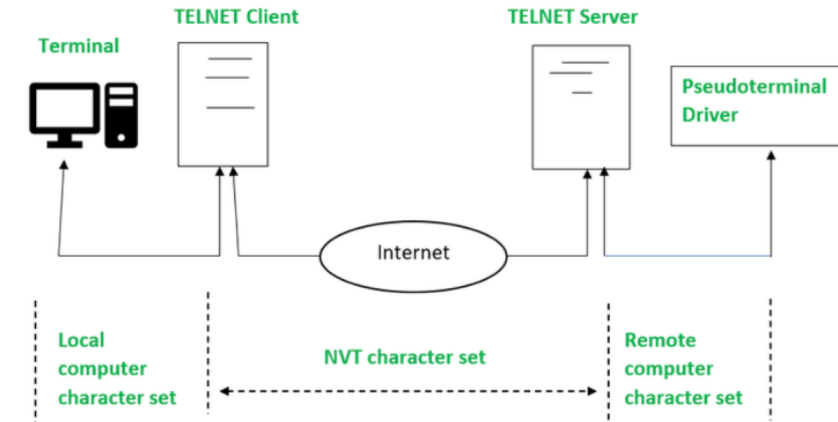 TELNET Client
TELNET Server
Terminal
Pseudoterminal
Driver
Internet
Local
computer
character set
NVT character set
Remote
computer
character set